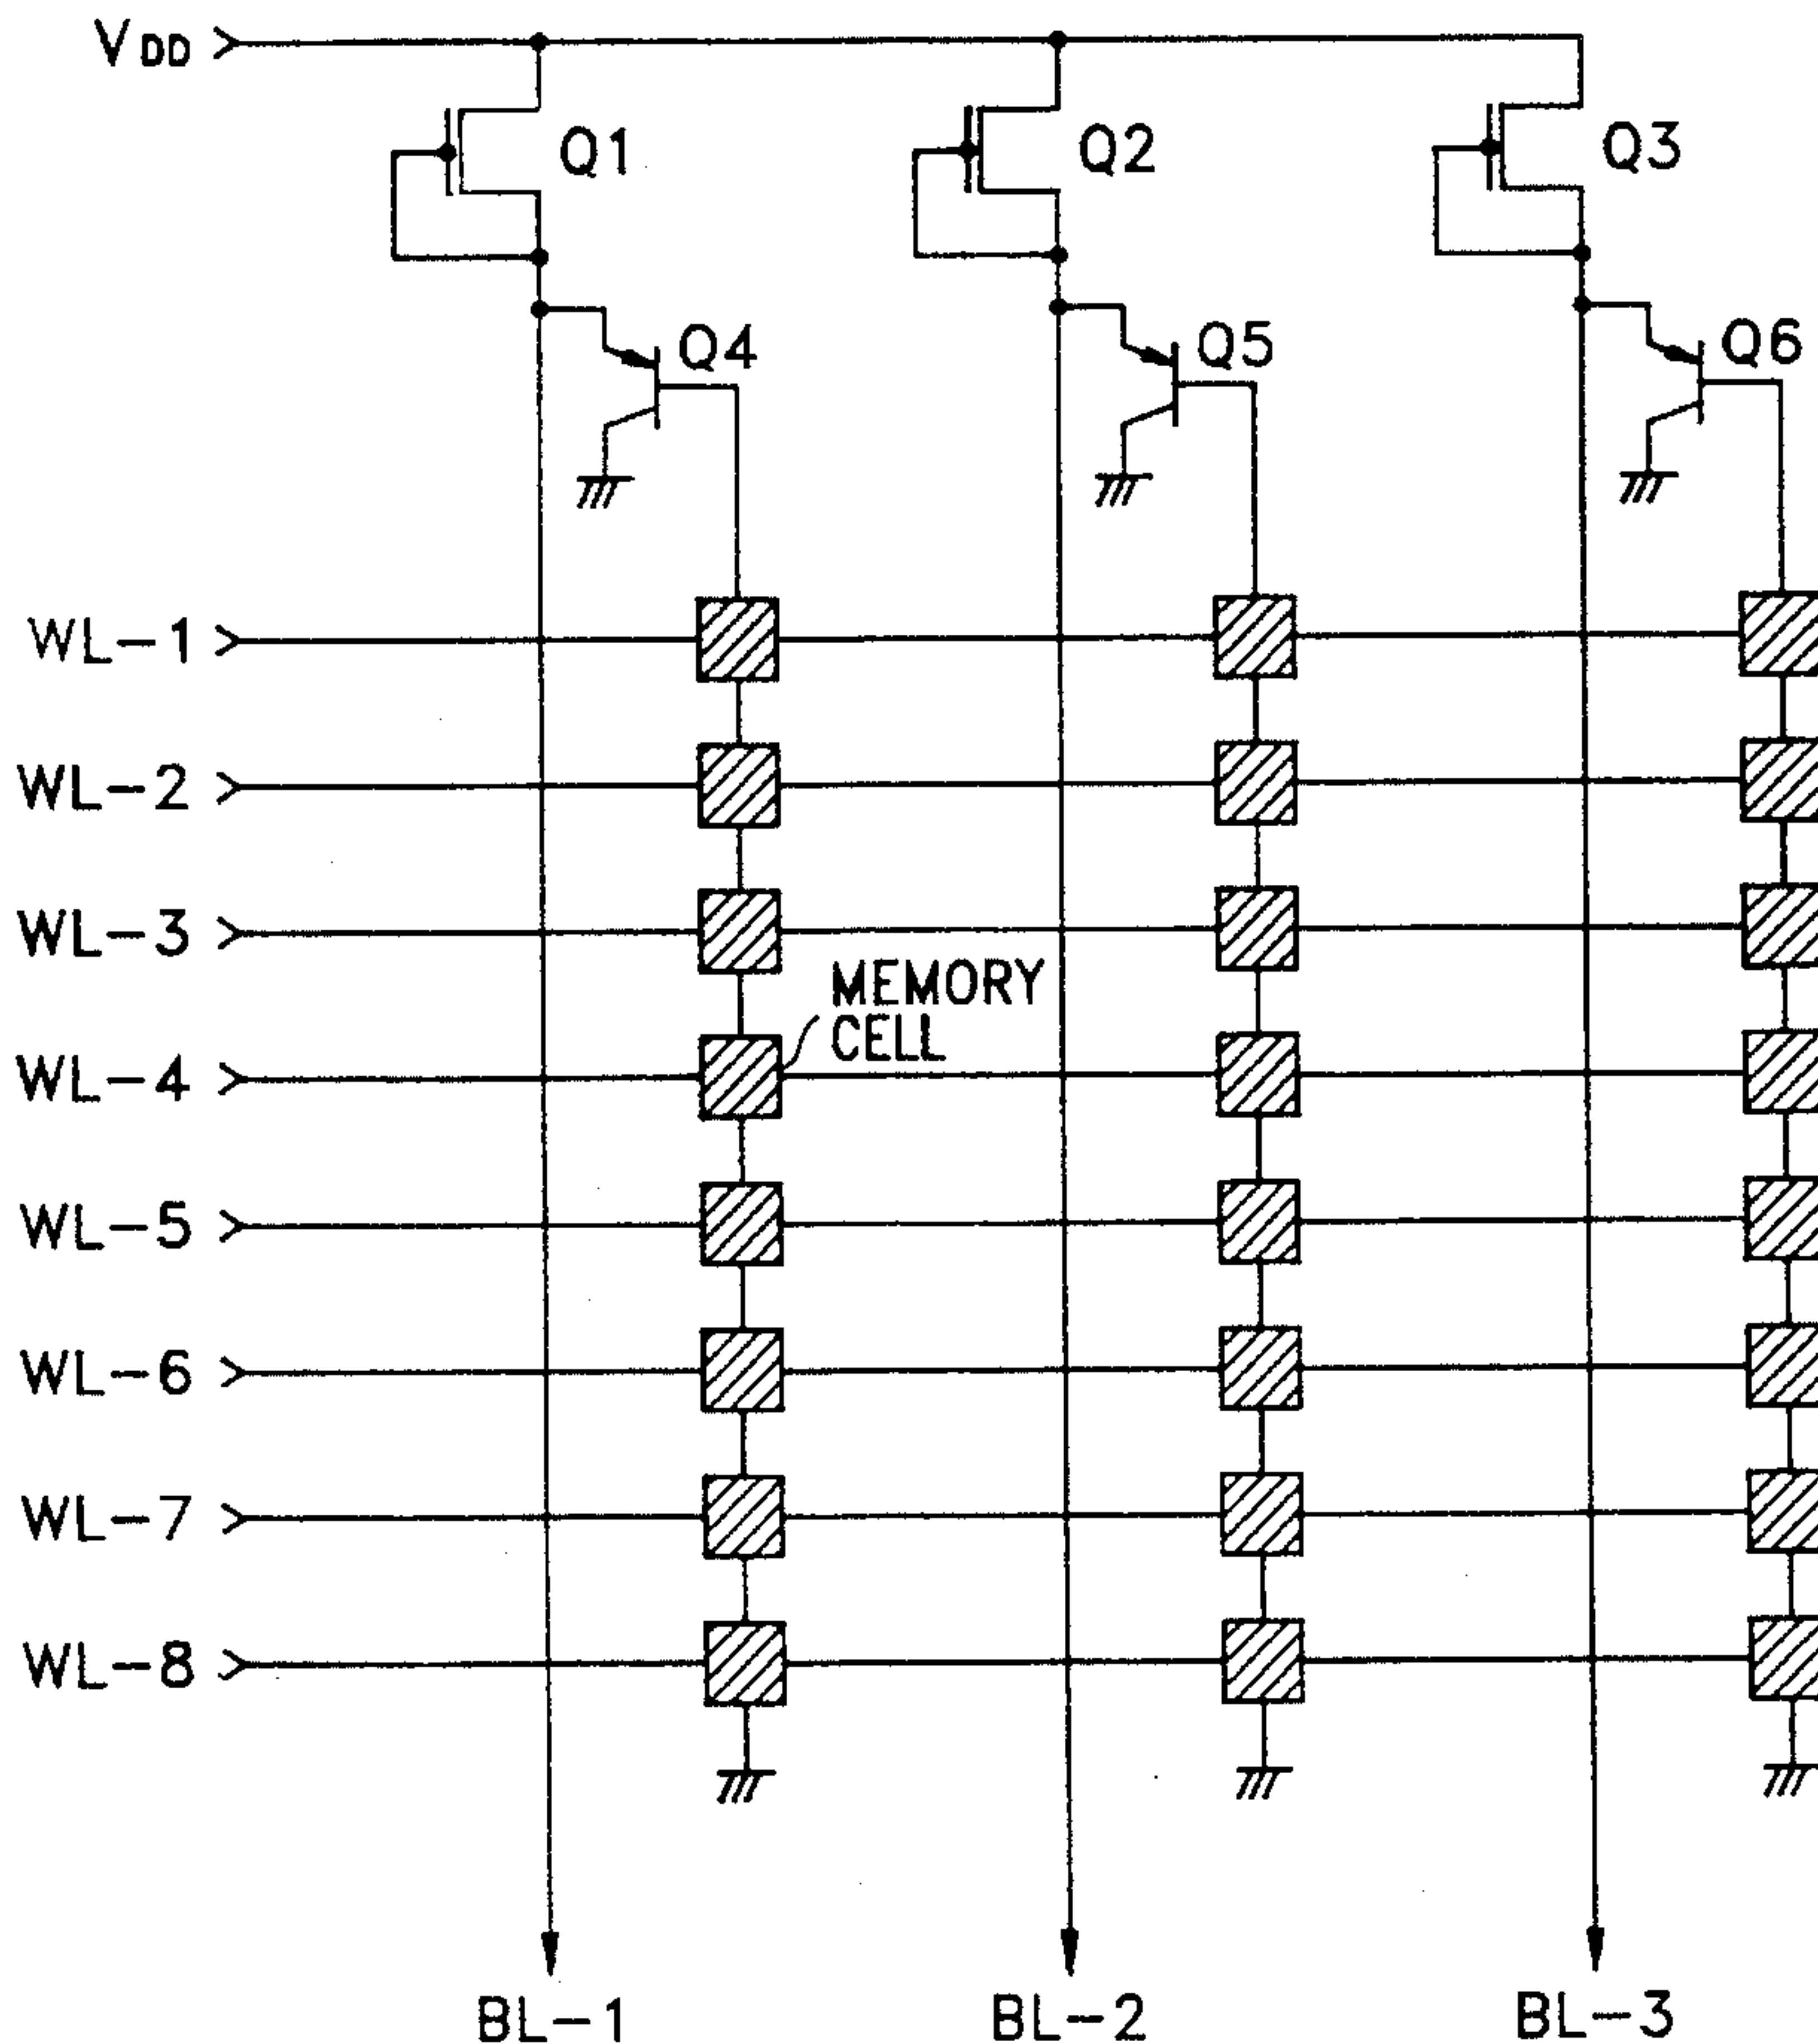 VDD
Q1
Q2
Q3
Q4
Q5
Q6
WL-1
WL-2
WL-3
MEMORY
CELL
WL-4
WL-5
WL-6
WL-7
WL-8
BL-1
BL-2
BL-3